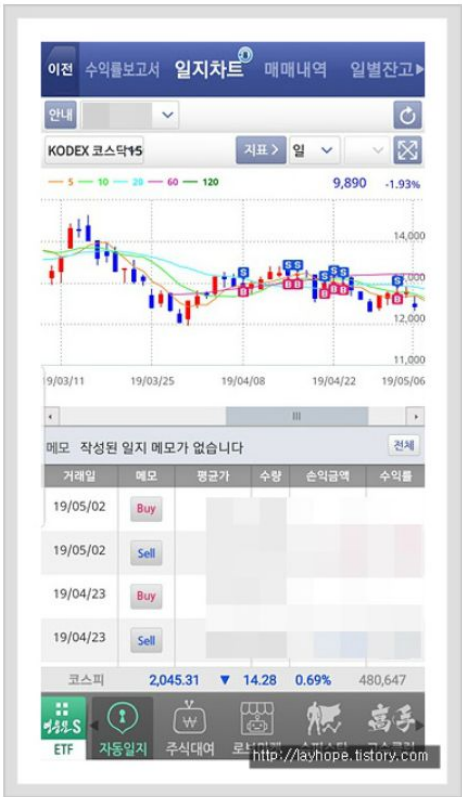 이전 수익률보고서 일지차트 매매내역 일별잔고
안내
KODEX 코스닥15 지표 > 일
5 10 20 60 120 9,890 -1.93%
14,000
12,000
11,000
19/03/11 19/03/25 19/04/08 19/04/22 19/05/06
메모 작성된 일지 메모가 없습니다 전체
거래일 메모 평균가 수량 손익금액 수익률
19/05/02 Buy
19/05/02 Sell
19/04/23 Buy
19/04/23 Sell
코스피 2,045.31 ▼ 14.28 0.69% 480,647
영웅문S
ETF 자동일지 주식대여
http://layhope.tistory.com